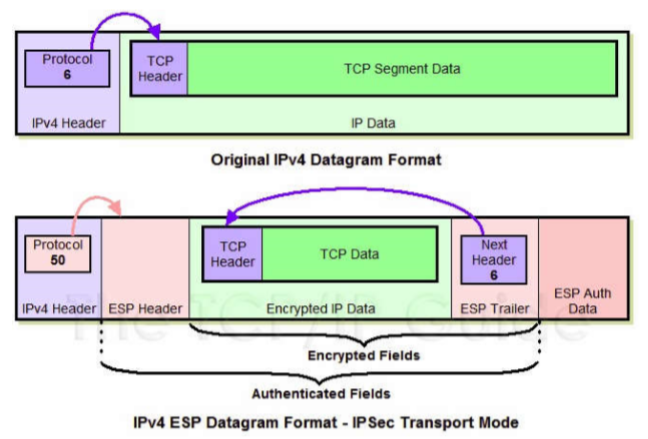 Protocol
6
TCP
Header
TCP Segment Data
IPv4 Header
IP Data
Original IPv4 Datagram Format
Protocol
50
TCP
Header
TCP Data
Next
Header
6
IPv4 Header
ESP Header
Encrypted IP Data
ESP Trailer
ESP Auth
Data
The TCP/IP Guide
Encrypted Fields
Authenticated Fields
IPv4 ESP Datagram Format - IPSec Transport Mode